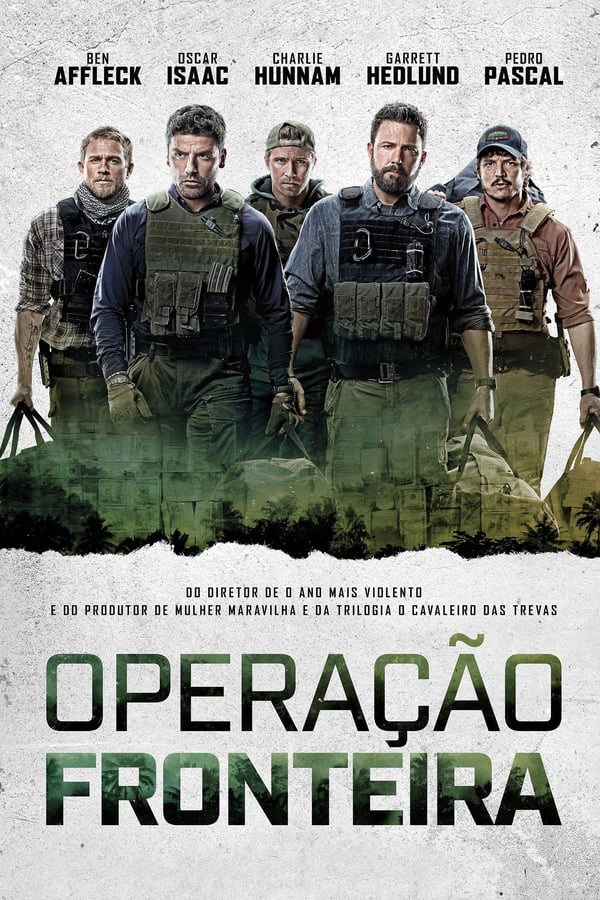 BEN AFFLECK
OSCAR ISAAC
CHARLIE HUNNAM
GARRETT HEDLUND
PEDRO PASCAL
DO DIRETOR DE O ANO MAIS VIOLENTO
E DO PRODUTOR DE MULHER MARAVILHA E DA TRILOGIA O CAVALEIRO DAS TREVAS
OPERAÇÃO
FRONTEIRA